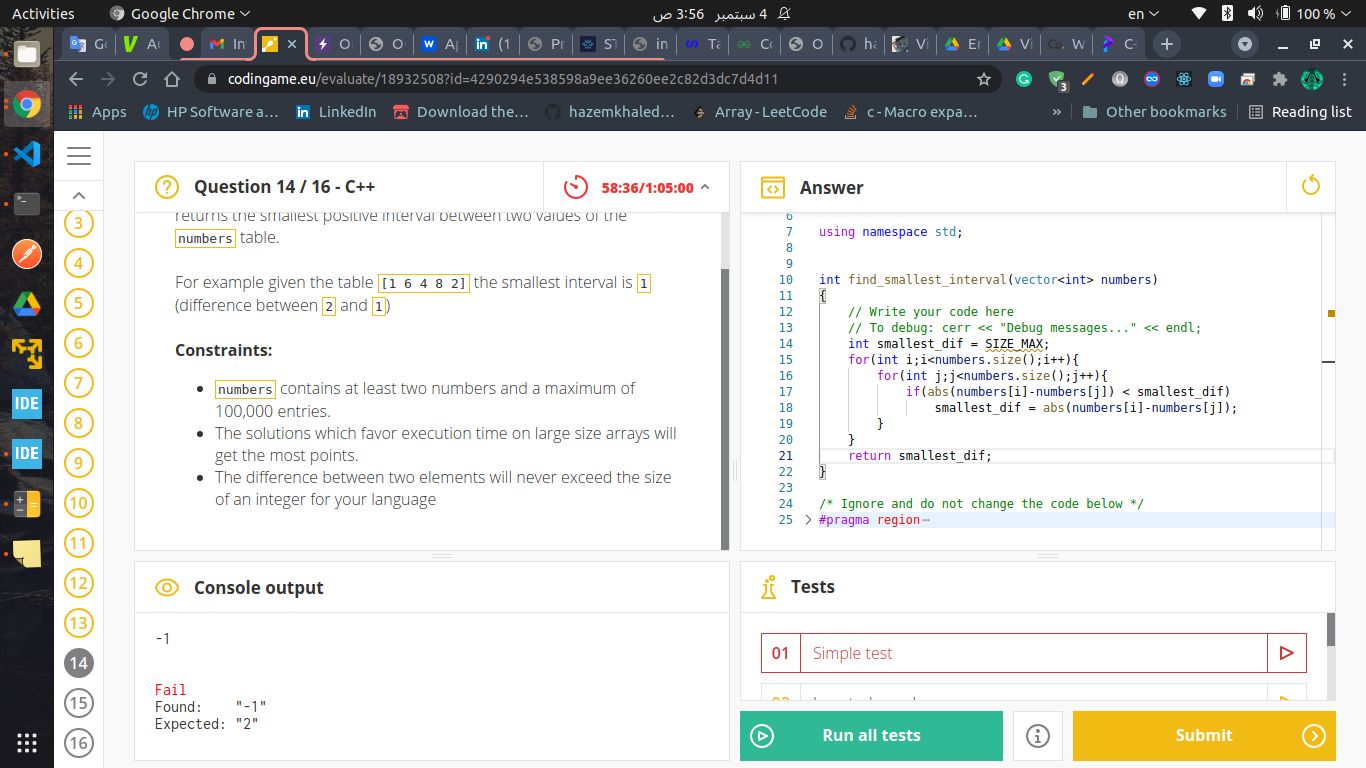 Activities
Google Chrome
4 سبتمبر 3:56 ص
en
100 %
Go
Au
In
O
O
Ap
(1
Pr
ST
in
Ta
Co
O
ha
Vi
En
Vi
W
C-
codingame.eu/evaluate/18932508?id=4290294e538598a9ee36260ee2c82d3dc7d4d11
3
Apps
HP Software a...
LinkedIn
Download the...
hazemkhaled...
Array - LeetCode
c - Macro expa...
»
Other bookmarks
Reading list
3
4
5
6
7
8
9
10
11
12
13
14
15
16
IDE
IDE
Question 14 / 16 - C++
58:36/1:05:00
returns the smallest positive interval between two values of the
numbers table.
For example given the table [1 6 4 8 2] the smallest interval is 1
(difference between 2 and 1)
Constraints:
numbers contains at least two numbers and a maximum of
100,000 entries.
The solutions which favor execution time on large size arrays will
get the most points.
The difference between two elements will never exceed the size
of an integer for your language
Answer
6
7 using namespace std;
8
9
10 int find_smallest_interval(vector<int> numbers)
11 {
12 // Write your code here
13 // To debug: cerr << "Debug messages..." << endl;
14 int smallest_dif = SIZE_MAX;
15 for(int i;i<numbers.size();i++){
16 for(int j;j<numbers.size();j++){
17 if(abs(numbers[i]-numbers[j]) < smallest_dif)
18 smallest_dif = abs(numbers[i]-numbers[j]);
19 }
20 }
21 return smallest_dif;
22 }
23
24 /* Ignore and do not change the code below */
25 #pragma region
Console output
-1
Fail
Found: "-1"
Expected: "2"
Tests
01 Simple test
Run all tests
Submit